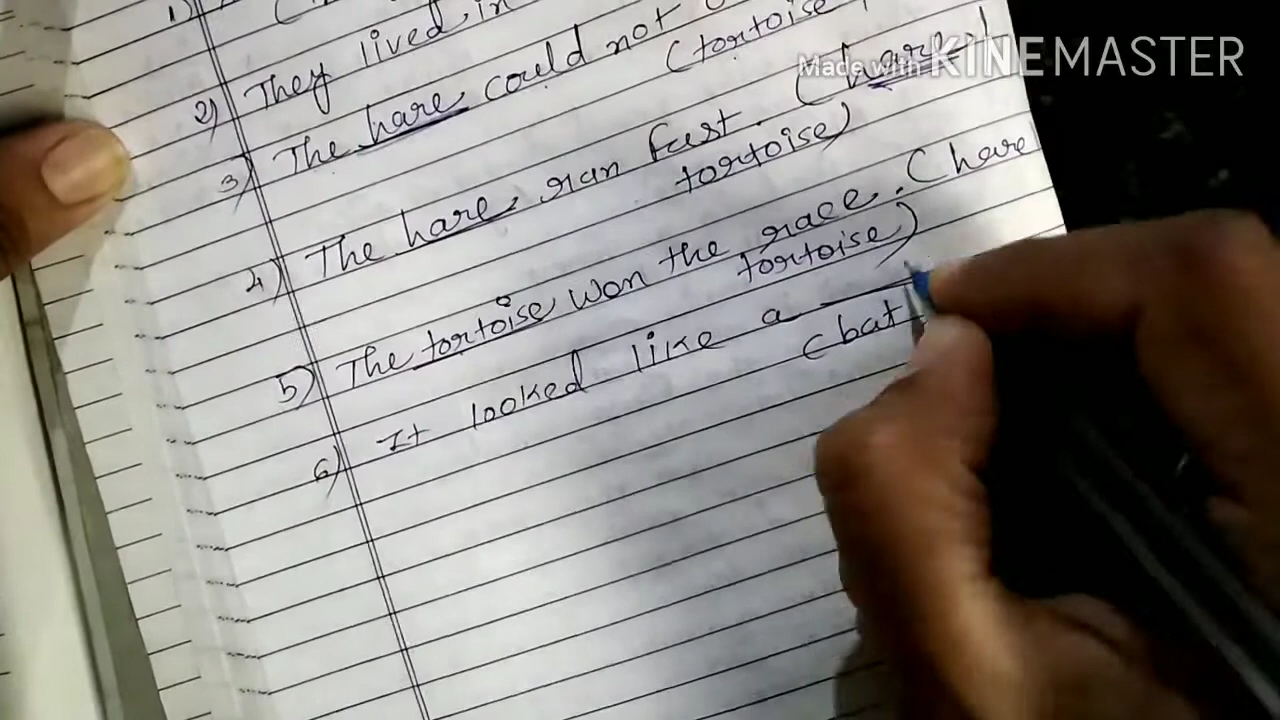 1)
2) They lived in
3) The hare could not
(tortoise
4) The hare ran fast. (hare
tortoise)
5) The tortoise won the race. (hare
tortoise)
6) It looked like a
(bat
Made with KINEMASTER